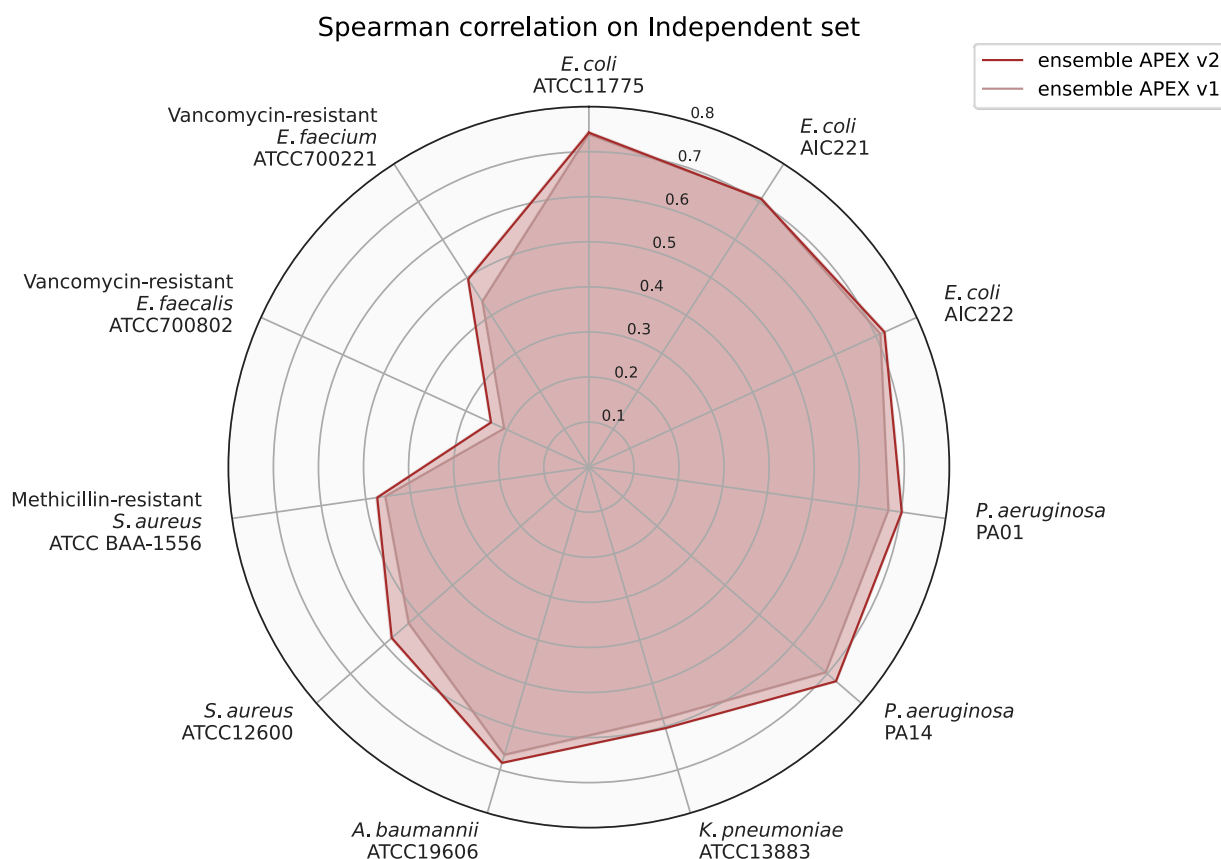 Spearman correlation on Independent set
ensemble APEX v2
ensemble APEX v1
E. coli
ATCC11775
E. coli
AIC221
E. coli
AIC222
P. aeruginosa
PA01
P. aeruginosa
PA14
K. pneumoniae
ATCC13883
A. baumannii
ATCC19606
S. aureus
ATCC12600
Methicillin-resistant
S. aureus
ATCC BAA-1556
Vancomycin-resistant
E. faecalis
ATCC700802
Vancomycin-resistant
E. faecium
ATCC700221
0.8
0.7
0.6
0.5
0.4
0.3
0.2
0.1